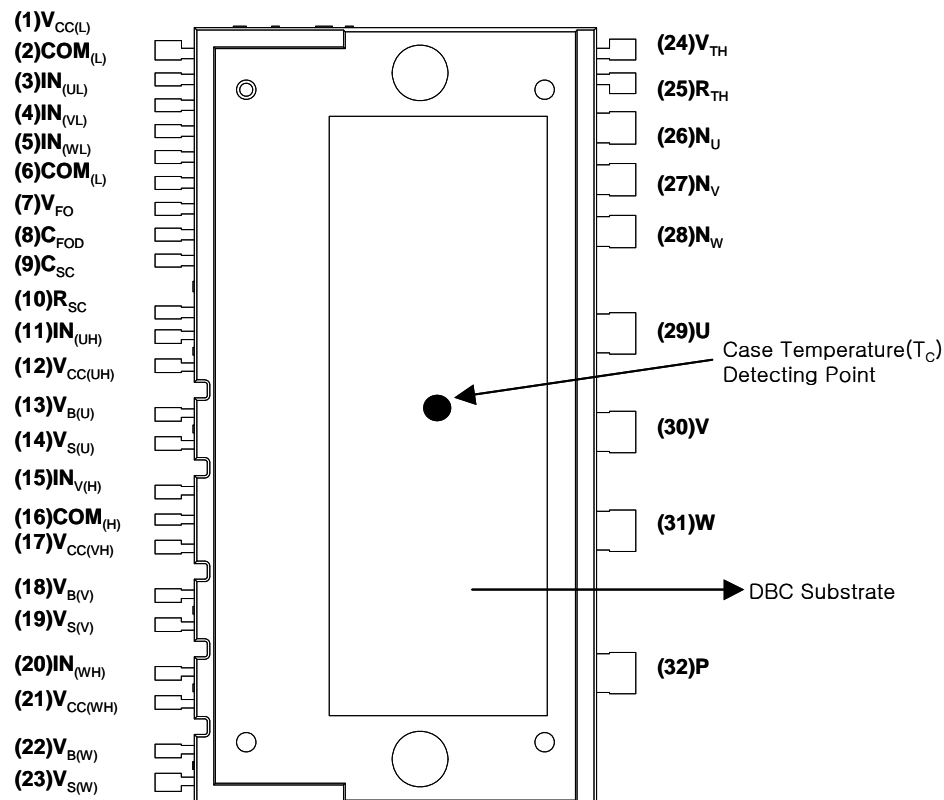 (1)VCC(L)
(2)COM(L)
(3)IN(UL)
(4)IN(VL)
(5)IN(WL)
(6)COM(L)
(7)VFO
(8)CFOD
(9)CSC
(10)RSC
(11)IN(UH)
(12)VCC(UH)
(13)VB(U)
(14)VS(U)
(15)INV(H)
(16)COM(H)
(17)VCC(VH)
(18)VB(V)
(19)VS(V)
(20)IN(WH)
(21)VCC(WH)
(22)VB(W)
(23)VS(W)
(24)VTH
(25)RTH
(26)NU
(27)NV
(28)NW
(29)U
Case Temperature(TC)
Detecting Point
(30)V
(31)W
DBC Substrate
(32)P